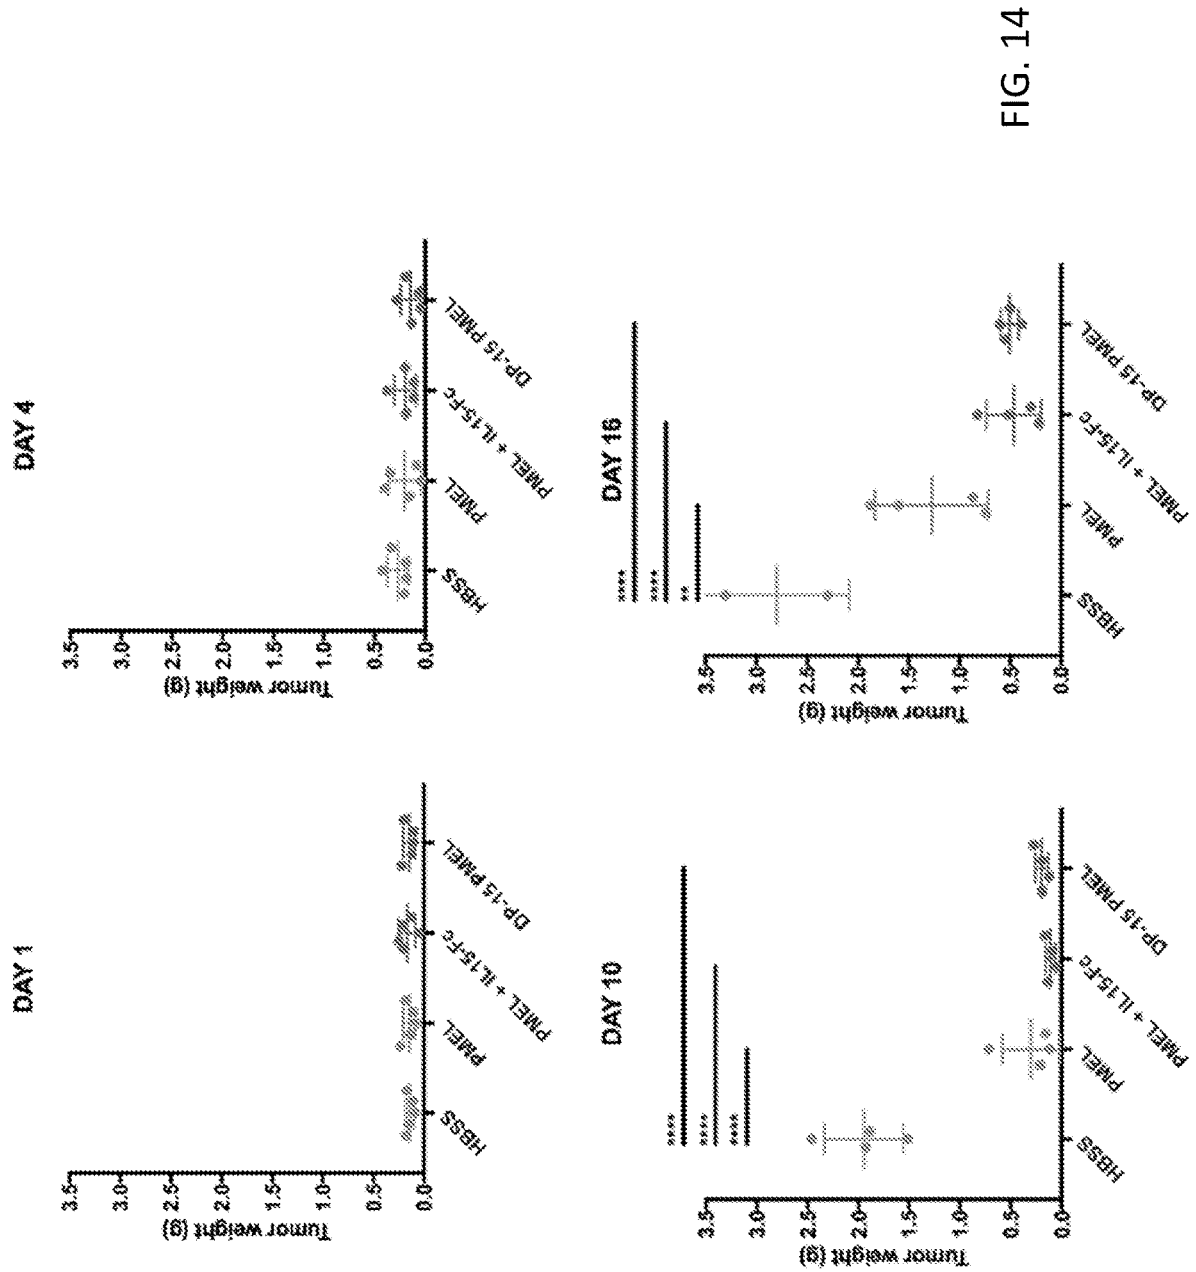 DAY 1
Tumor weight (g)
3.5
3.0
2.5
2.0
1.5
1.0
0.5
0.0
HBSS
PMEL
PMEL + IL15-Fc
DP-15 PMEL
DAY 4
Tumor weight (g)
3.5
3.0
2.5
2.0
1.5
1.0
0.5
0.0
HBSS
PMEL
PMEL + IL15-Fc
DP-15 PMEL
DAY 10
Tumor weight (g)
3.5
3.0
2.5
2.0
1.5
1.0
0.5
0.0
****
****
****
HBSS
PMEL
PMEL + IL15-Fc
DP-15 PMEL
DAY 16
Tumor weight (g)
3.5
3.0
2.5
2.0
1.5
1.0
0.5
0.0
****
****
**
HBSS
PMEL
PMEL + IL15-Fc
DP-15 PMEL
FIG. 14